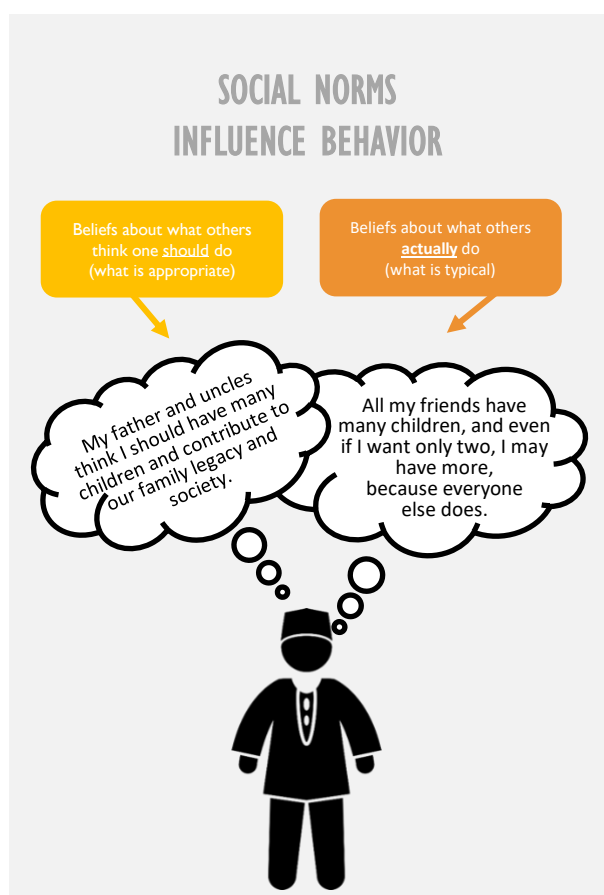 SOCIAL NORMS
INFLUENCE BEHAVIOR
Beliefs about what others
think one should do
(what is appropriate)
Beliefs about what others
actually do
(what is typical)
My father and uncles
think I should have many
children and contribute to
our family legacy and
society.
All my friends have
many children, and even
if I want only two, I may
have more,
because everyone
else does.